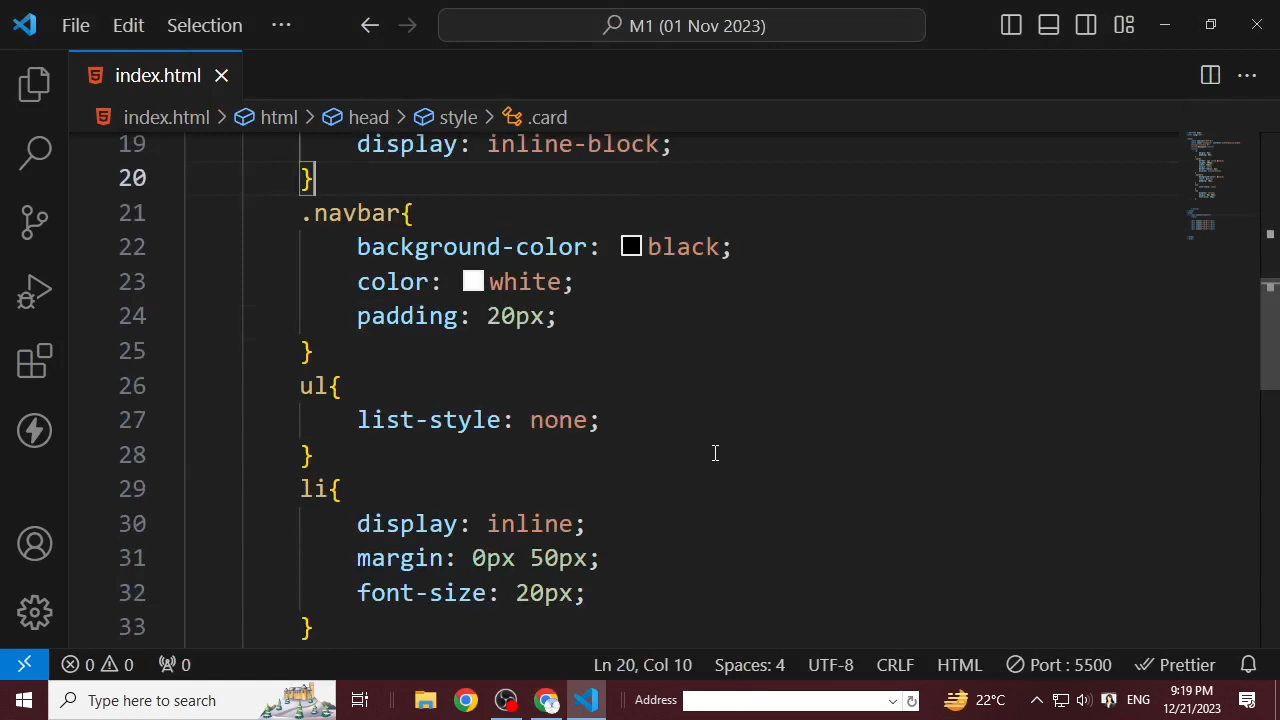 File Edit Selection ··· M1 (01 Nov 2023)
index.html
index.html > html > head > style > .card
19 display: inline-block;
20 }
21 .navbar{
22 background-color: black;
23 color: white;
24 padding: 20px;
25 }
26 ul{
27 list-style: none;
28 }
29 li{
30 display: inline;
31 margin: 0px 50px;
32 font-size: 20px;
33 }
0 0 0 Ln 20, Col 10 Spaces: 4 UTF-8 CRLF HTML Port : 5500 Prettier
Type here to search Address 22°C ENG 9:19 PM
12/21/2023